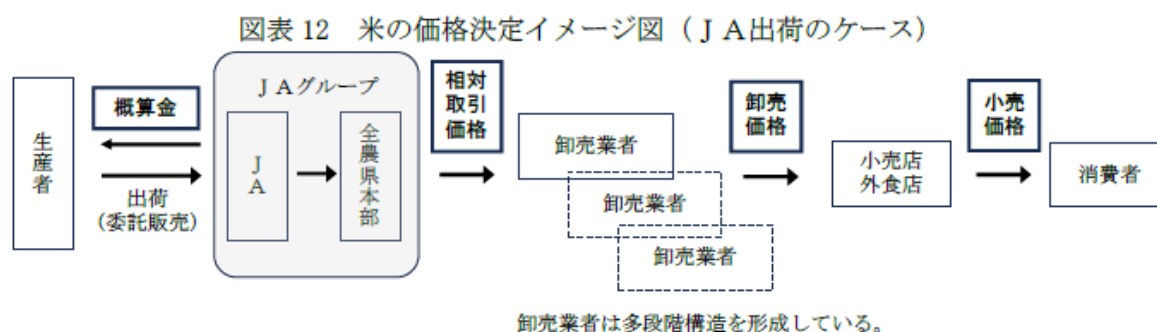 図表 12　米の価格決定イメージ図（ＪＡ出荷のケース）
生産者
概算金
出荷
（委託販売）
ＪＡグループ
ＪＡ
全農県本部
相対
取引
価格
卸売業者
卸売業者
卸売業者
卸売
価格
小売店
外食店
小売
価格
消費者
卸売業者は多段階構造を形成している。